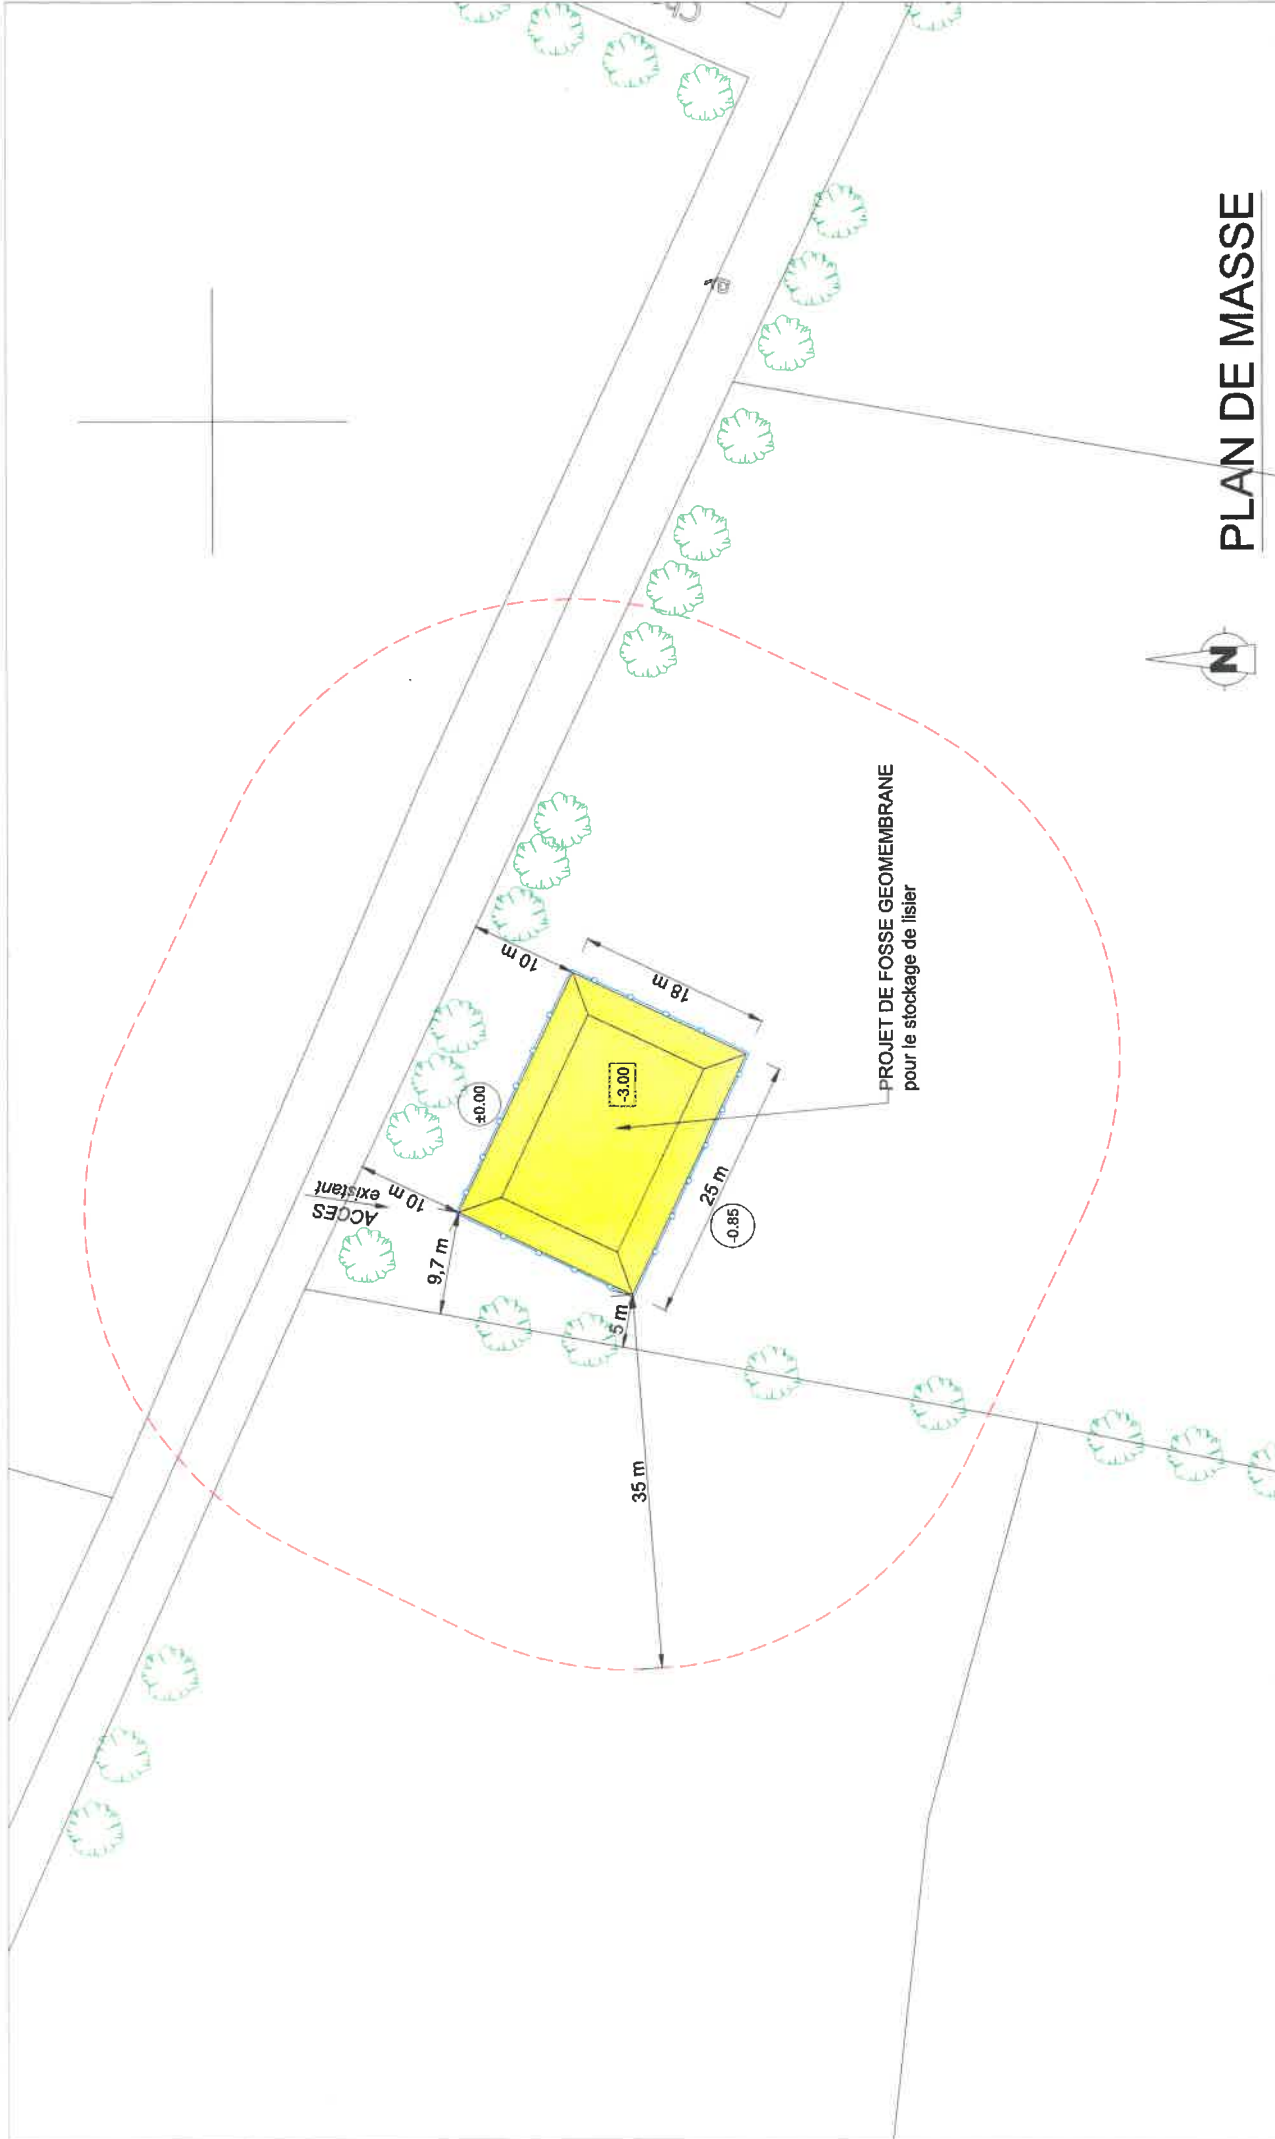 PLAN DE MASSE
N
PROJET DE FOSSE GEOMEMBRANE
pour le stockage de lisier
ACCES
existant
10 m
10 m
9,7 m
5 m
35 m
25 m
18 m
±0.00
-3.00
-0.85